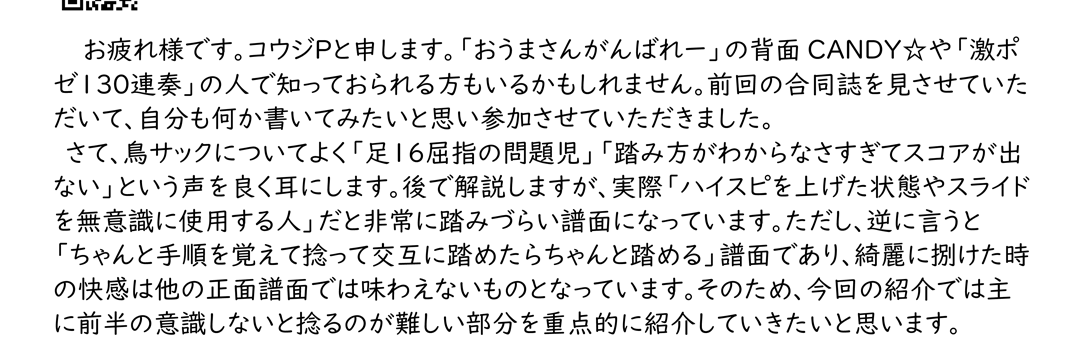 お疲れ様です。コウジPと申します。「おうまさんがんばれー」の背面 CANDY☆や「激ポ
ゼ130連奏」の人で知っておられる方もいるかもしれません。前回の合同誌を見させていた
だいて、自分も何か書いてみたいと思い参加させていただきました。
さて、鳥サックについてよく「足16屈指の問題児」「踏み方がわからなさすぎてスコアが出
ない」という声を良く耳にします。後で解説しますが、実際「ハイスピを上げた状態やスライド
を無意識に使用する人」だと非常に踏みづらい譜面になっています。ただし、逆に言うと
「ちゃんと手順を覚えて捻って交互に踏めたらちゃんと踏める」譜面であり、綺麗に捌けた時
の快感は他の正面譜面では味わえないものとなっています。そのため、今回の紹介では主
に前半の意識しないと捻るのが難しい部分を重点的に紹介していきたいと思います。